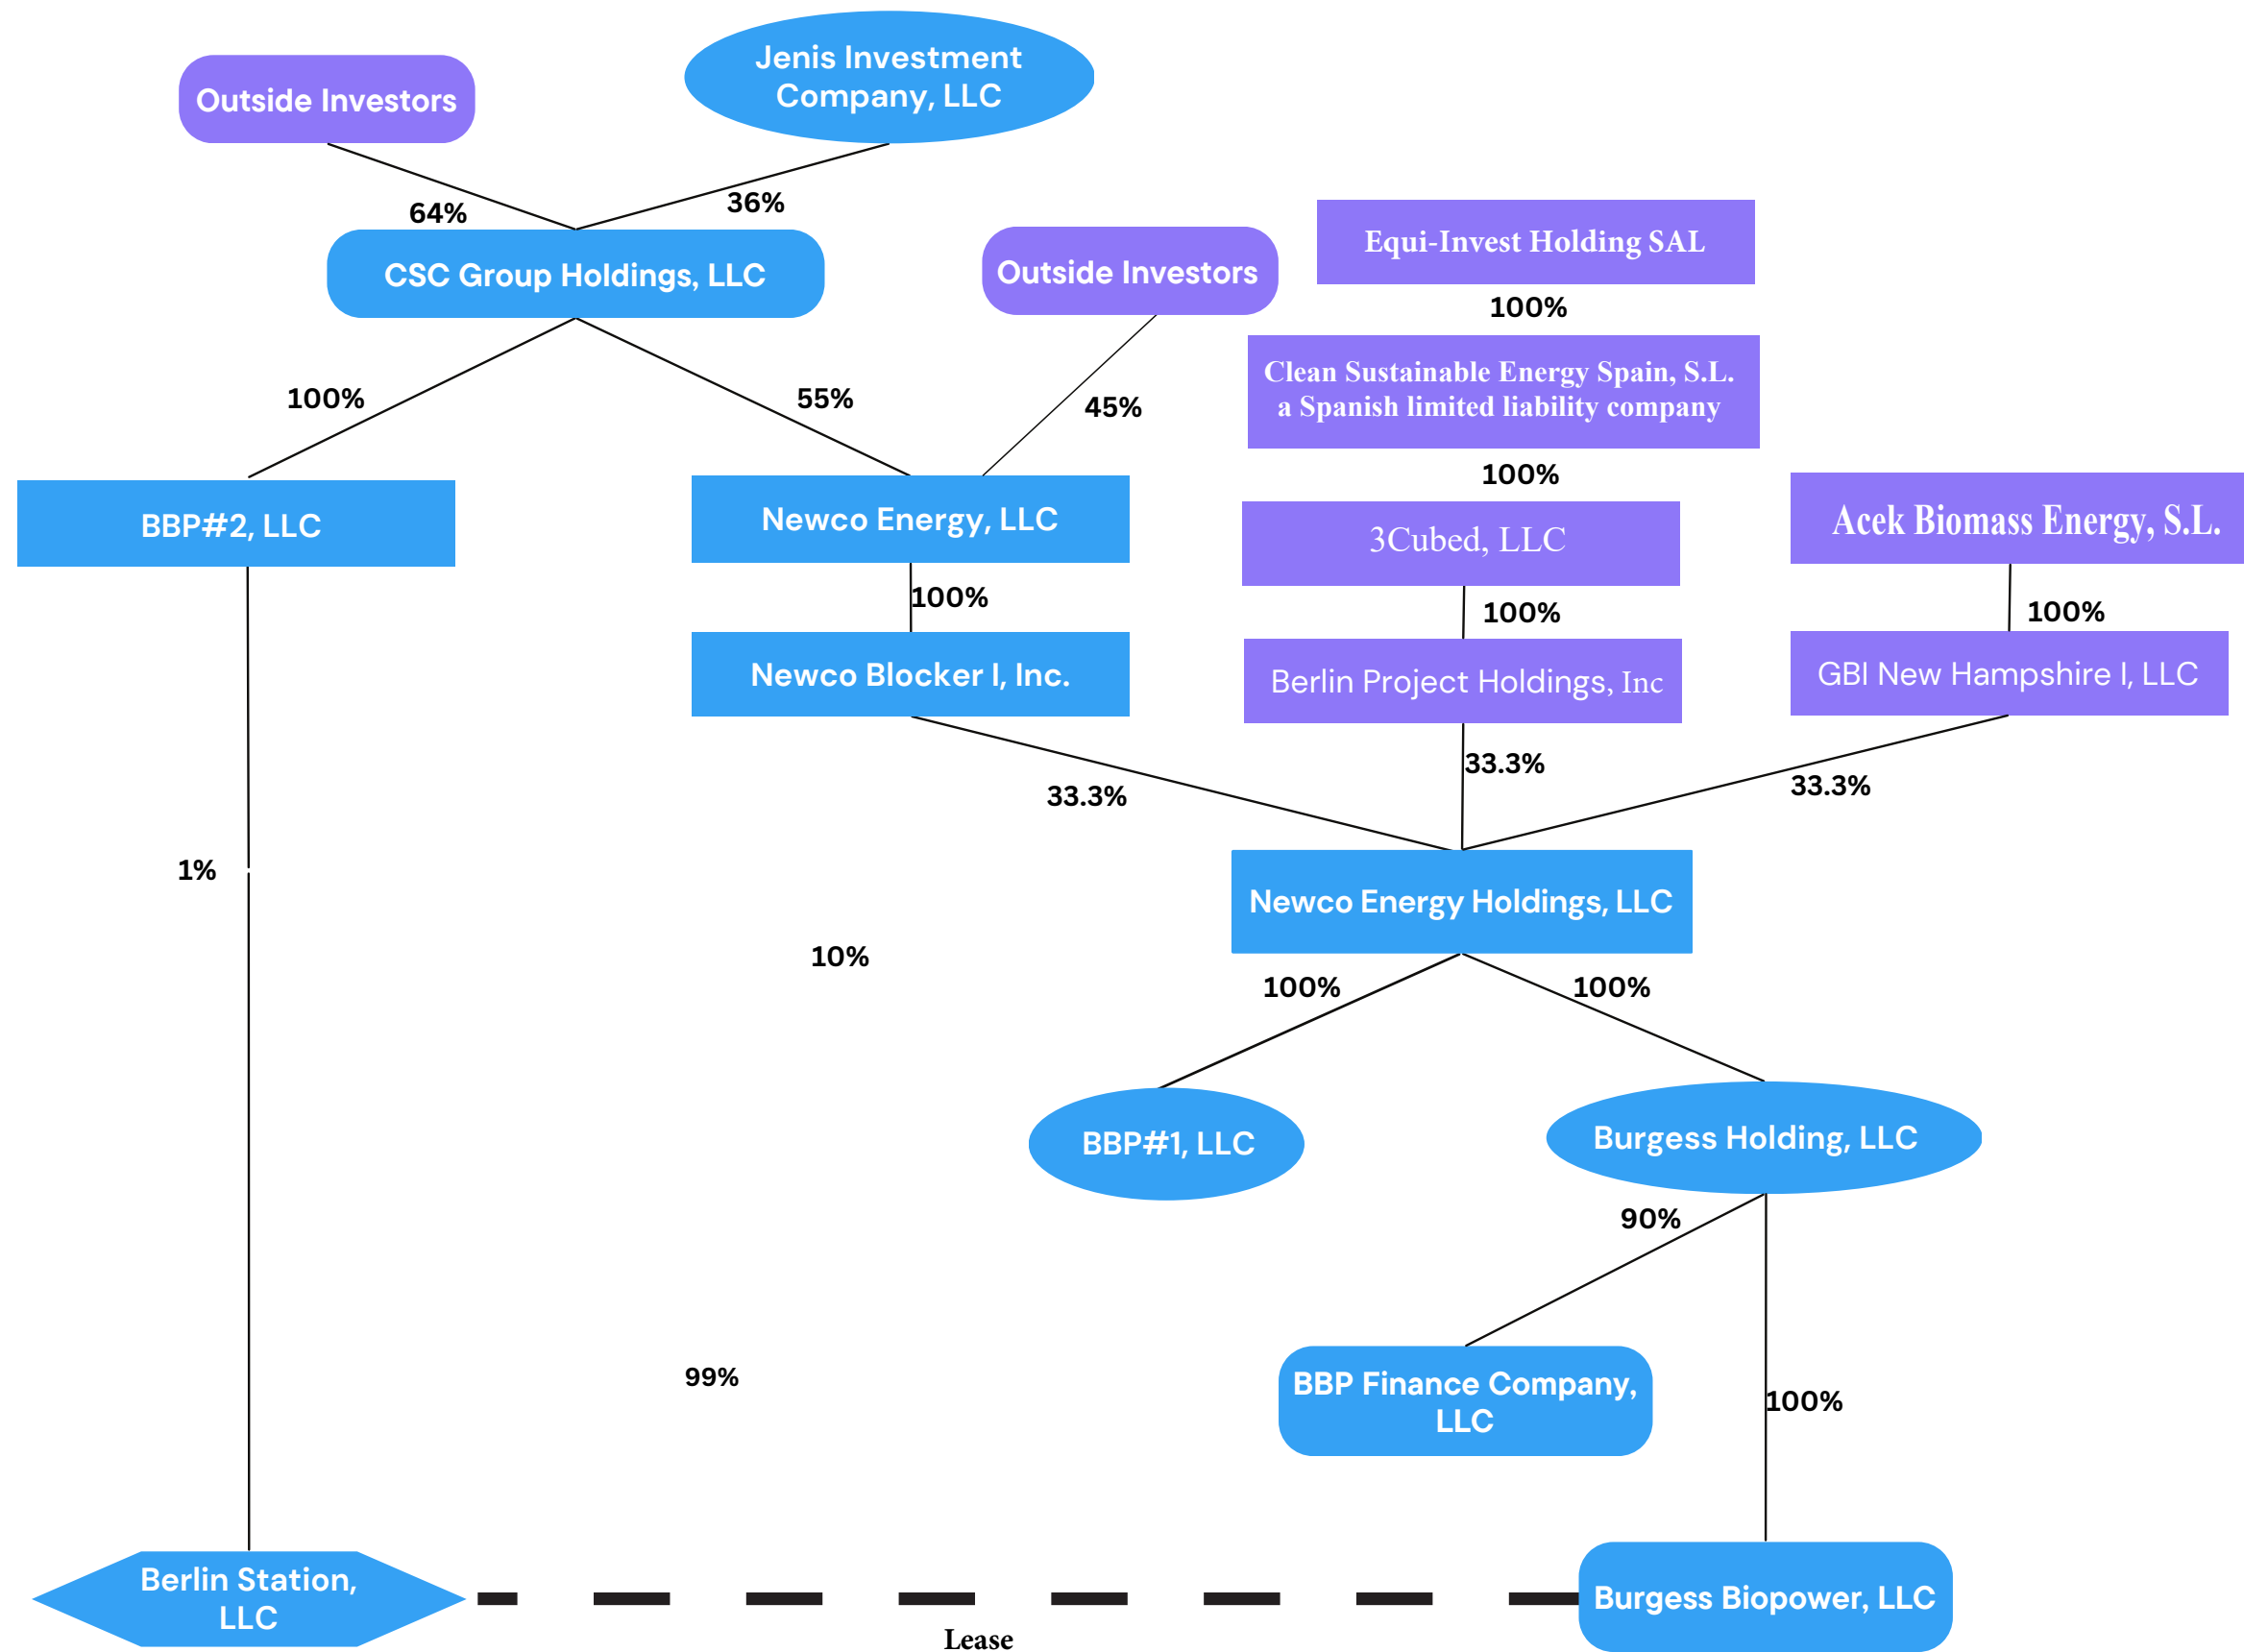 Jenis Investment
Company, LLC
Outside Investors
64%
36%
CSC Group Holdings, LLC
Outside Investors
Equi-Invest Holding SAL
100%
Clean Sustainable Energy Spain, S.L.
a Spanish limited liability company
100%
55%
45%
100%
BBP#2, LLC
Newco Energy, LLC
3Cubed, LLC
Acek Biomass Energy, S.L.
100%
100%
100%
Newco Blocker I, Inc.
Berlin Project Holdings, Inc
GBI New Hampshire I, LLC
33.3%
33.3%
33.3%
1%
Newco Energy Holdings, LLC
10%
100%
100%
BBP#1, LLC
Burgess Holding, LLC
90%
99%
BBP Finance Company,
LLC
100%
Berlin Station,
LLC
Burgess Biopower, LLC
Lease